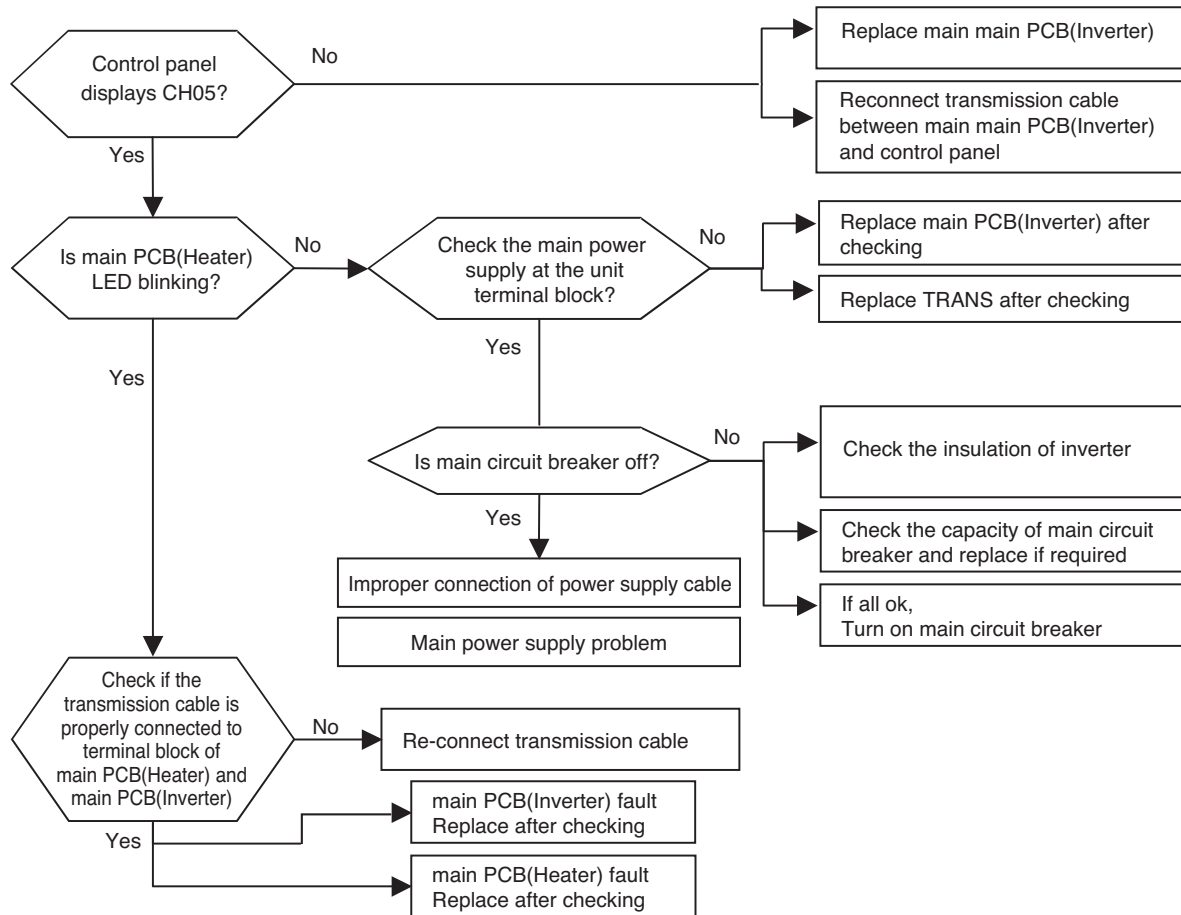 Control panel
displays CH05?
No
Replace main main PCB(Inverter)
Reconnect transmission cable
between main main PCB(Inverter)
and control panel
Yes
Is main PCB(Heater)
LED blinking?
No
Check the main power
supply at the unit
terminal block?
No
Replace main PCB(Inverter) after
checking
Replace TRANS after checking
Yes
Yes
Is main circuit breaker off?
No
Check the insulation of inverter
Check the capacity of main circuit
breaker and replace if required
If all ok,
Turn on main circuit breaker
Yes
Improper connection of power supply cable
Main power supply problem
Check if the
transmission cable is
properly connected to
terminal block of
main PCB(Heater) and
main PCB(Inverter)
No
Re-connect transmission cable
Yes
main PCB(Inverter) fault
Replace after checking
main PCB(Heater) fault
Replace after checking